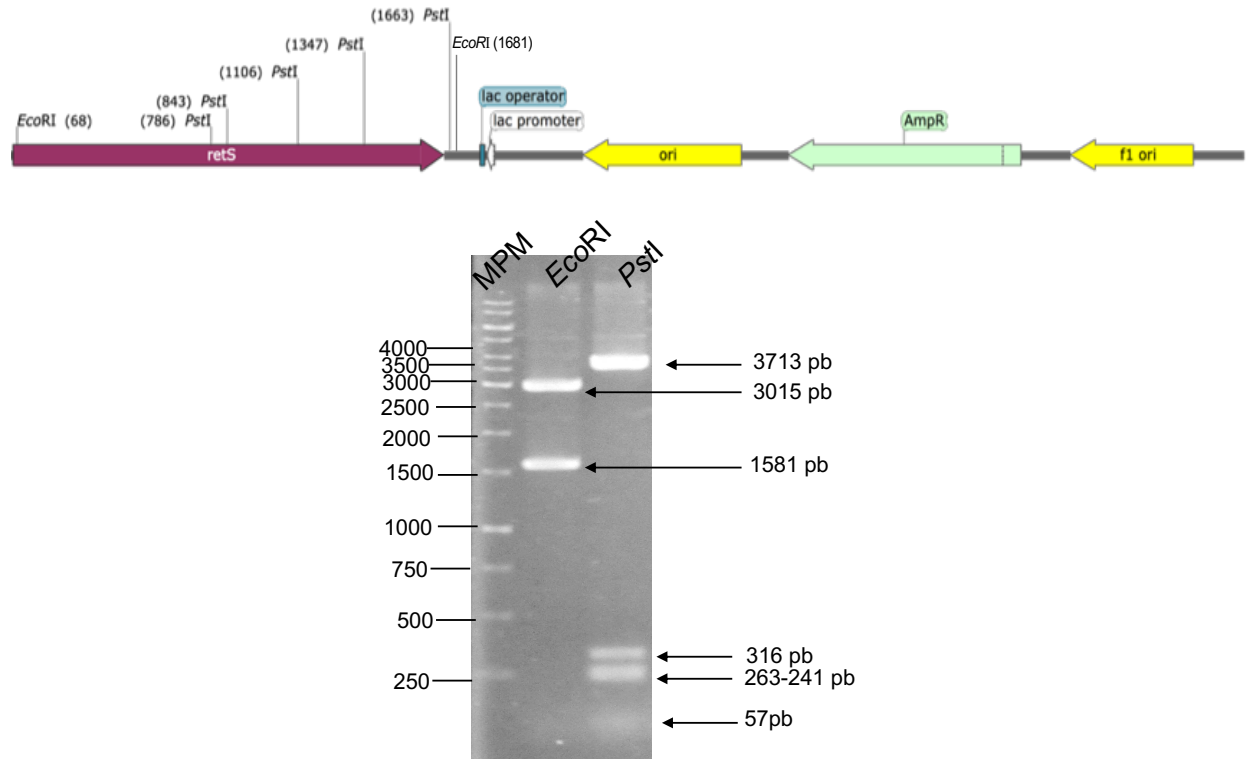 (1663) PstI
(1347) PstI
EcoRI (1681)
(1106) PstI
(843) PstI
lac operator
EcoRI (68)
(786) PstI
lac promoter
AmpR
retS
ori
f1 ori
MPM
EcoRI
PstI
4000
3500
3000
2500
2000
1500
1000
750
500
250
3713 pb
3015 pb
1581 pb
316 pb
263-241 pb
57pb